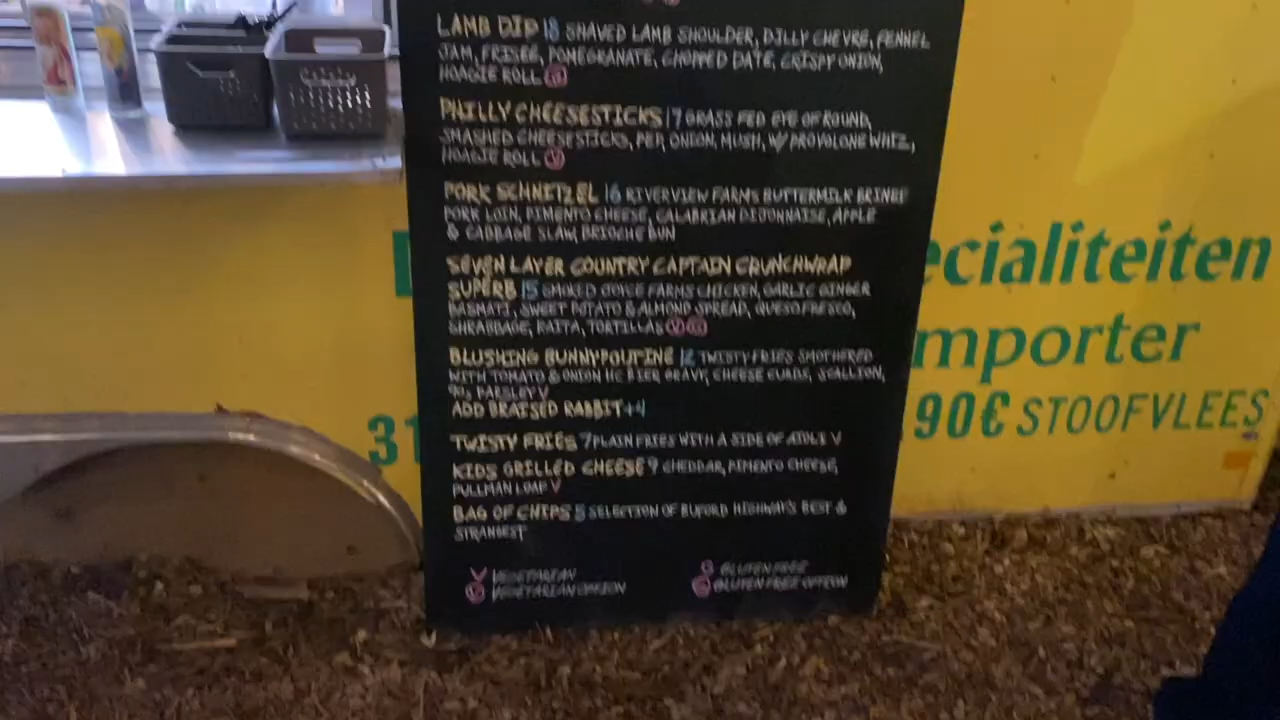 LAMB DIP 18 SHAVED LAMB SHOULDER, DILLY CHEVRE, FENNEL
JAM, FRISEE, POMEGRANATE, CHOPPED DATE, CRISPY ONION,
HOAGIE ROLL G
PHILLY CHEESESTICKS 17 GRASS FED EYE OF ROUND,
SMASHED CHEESESTICKS, PEP, ONION, MUSH, W/ PROVOLONE WHIZ,
HOAGIE ROLL V
PORK SCHNITZEL 16 RIVERVIEW FARMS BUTTERMILK BRINED
PORK LOIN, PIMENTO CHEESE, CALABRIAN DIJONNAISE, APPLE
& CABBAGE SLAW, BRIOCHE BUN
SEVEN LAYER COUNTRY CAPTAIN CRUNCHWRAP
SUPERB 15 SMOKED JOYCE FARMS CHICKEN, GARLIC GINGER
BASMATI, SWEET POTATO & ALMOND SPREAD, QUESO FRESCO,
SHRABBAGE, RAITA, TORTILLAS V G
BLUSHING BUNNY POUTINE 12 TWISTY FRIES SMOTHERED
WITH TOMATO & ONION BIER GRAVY, CHEESE CURDS, SCALLION,
90s PARSLEY V
ADD BRAISED RABBIT +4
TWISTY FRIES 7 PLAIN FRIES WITH A SIDE OF AIOLI V
KIDS GRILLED CHEESE 9 CHEDDAR, PIMENTO CHEESE,
PULLMAN LOAF V
BAG OF CHIPS 5 SELECTION OF BUFORD HIGHWAY'S BEST &
STRANGEST
V VEGETARIAN
V VEGETARIAN OPTION
G GLUTEN FREE
G GLUTEN FREE OPTION
ecialiteiten
mporter
31
90€ STOOFVLEES